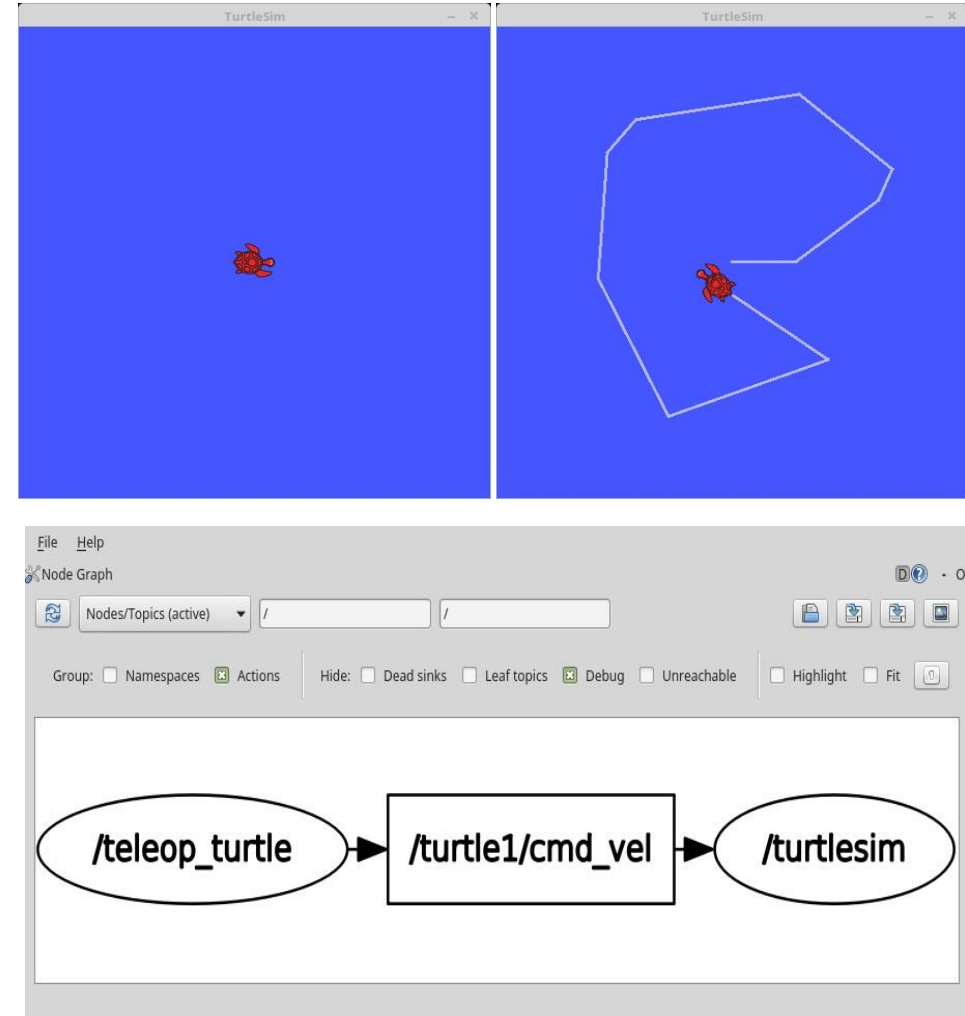 TurtleSim
TurtleSim
File Help
Node Graph
D ? - O
Nodes/Topics (active) / /
Group: Namespaces Actions Hide: Dead sinks Leaf topics Debug Unreachable Highlight Fit
/teleop_turtle /turtle1/cmd_vel /turtlesim